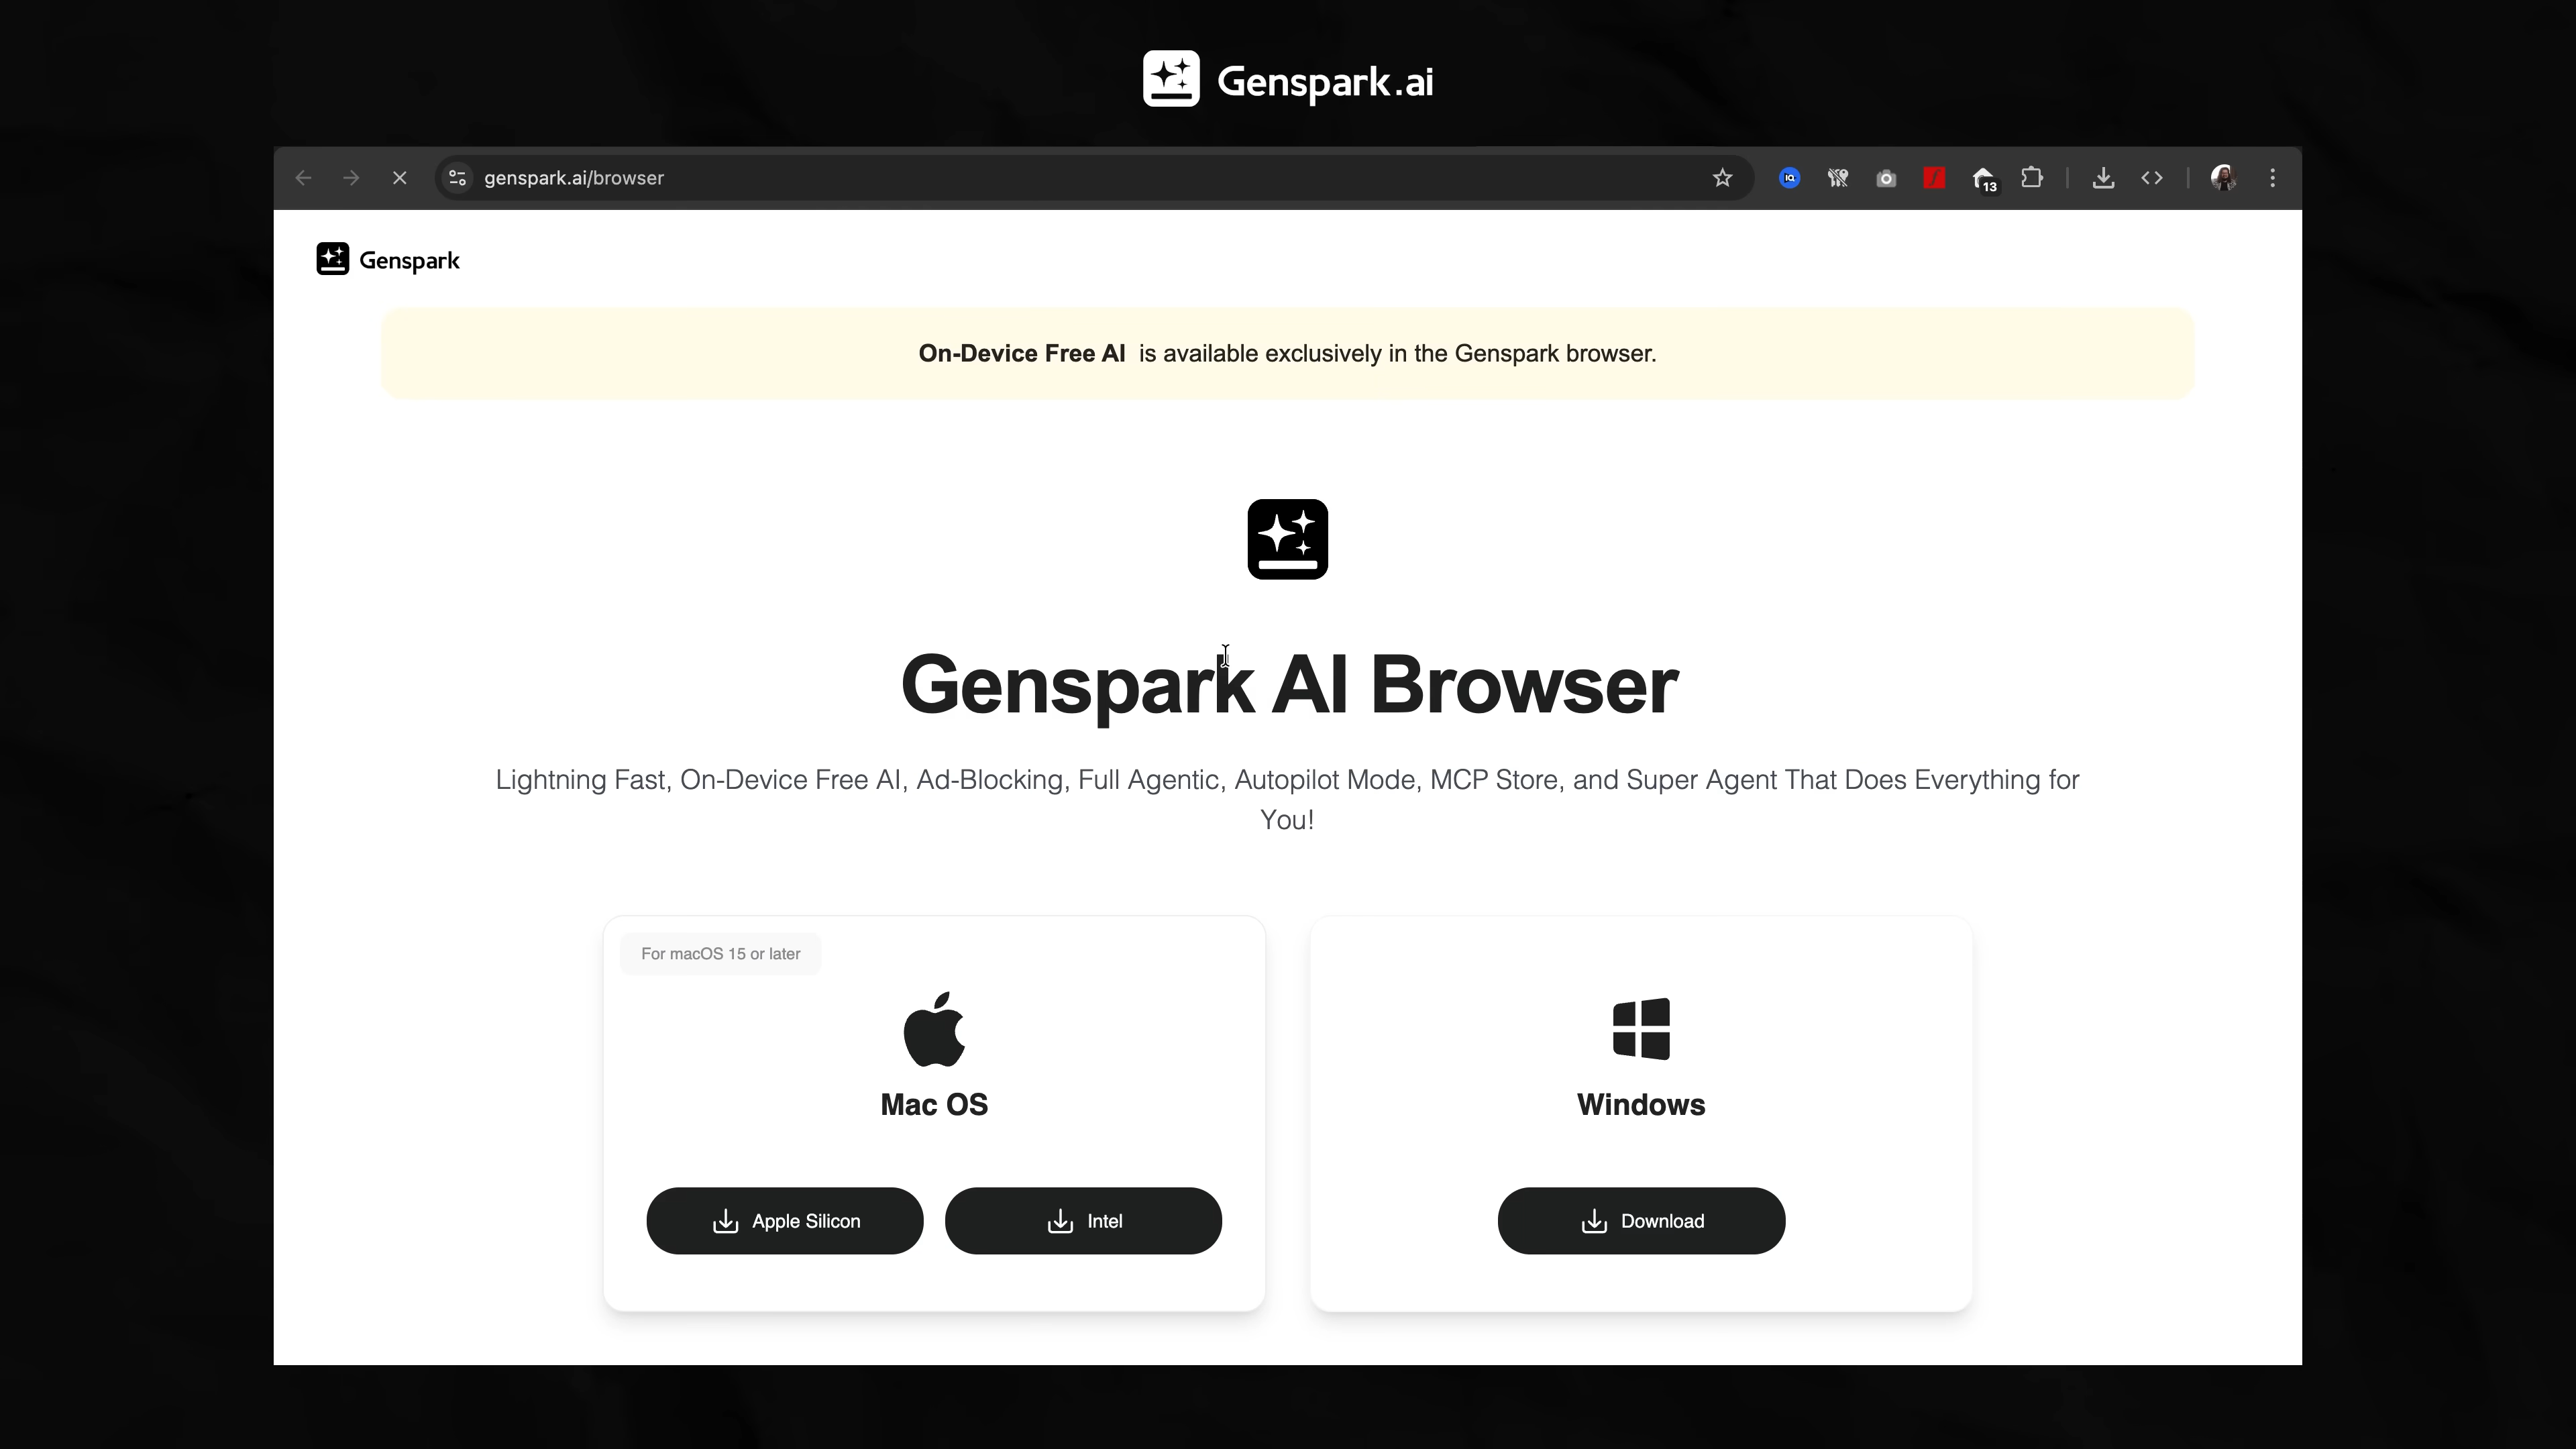 Genspark.ai
genspark.ai/browser
13
Genspark
On-Device Free AI is available exclusively in the Genspark browser.
Genspark AI Browser
Lightning Fast, On-Device Free AI, Ad-Blocking, Full Agentic, Autopilot Mode, MCP Store, and Super Agent That Does Everything for
You!
For macOS 15 or later
Mac OS
Windows
Apple Silicon
Intel
Download